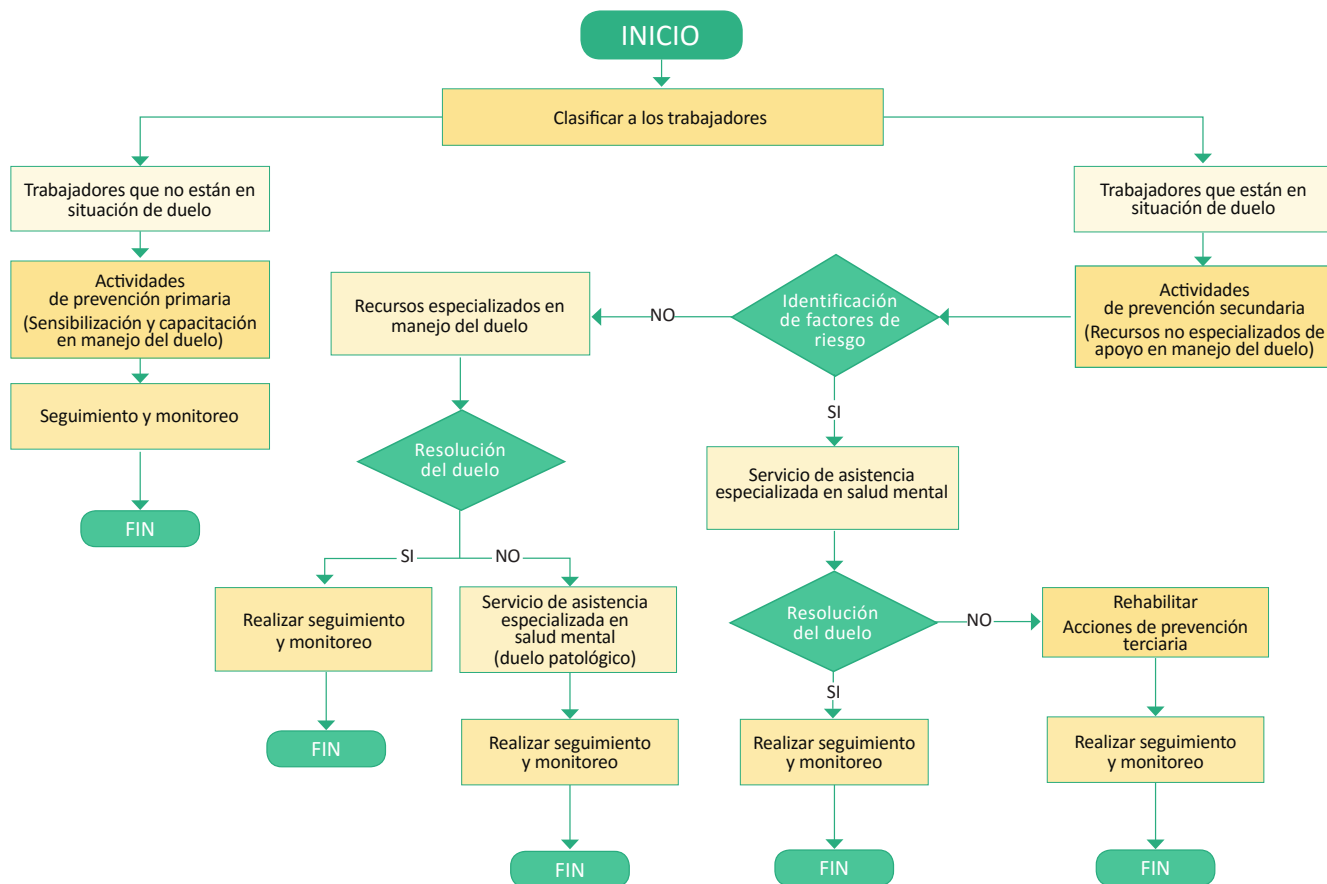 INICIO
Clasificar a los trabajadores
Trabajadores que no están en
situación de duelo
Actividades
de prevención primaria
(Sensibilización y capacitación
en manejo del duelo)
Seguimiento y monitoreo
FIN
Trabajadores que están en
situación de duelo
Actividades
de prevención secundaria
(Recursos no especializados de
apoyo en manejo del duelo)
Identificación
de factores de
riesgo
NO
Recursos especializados en
manejo del duelo
Resolución
del duelo
SI
Realizar seguimiento
y monitoreo
FIN
NO
Servicio de asistencia
especializada en
salud mental
(duelo patológico)
Realizar seguimiento
y monitoreo
FIN
SI
Servicio de asistencia
especializada en salud mental
Resolución
del duelo
SI
Realizar seguimiento
y monitoreo
FIN
NO
Rehabilitar
Acciones de prevención
terciaria
Realizar seguimiento
y monitoreo
FIN